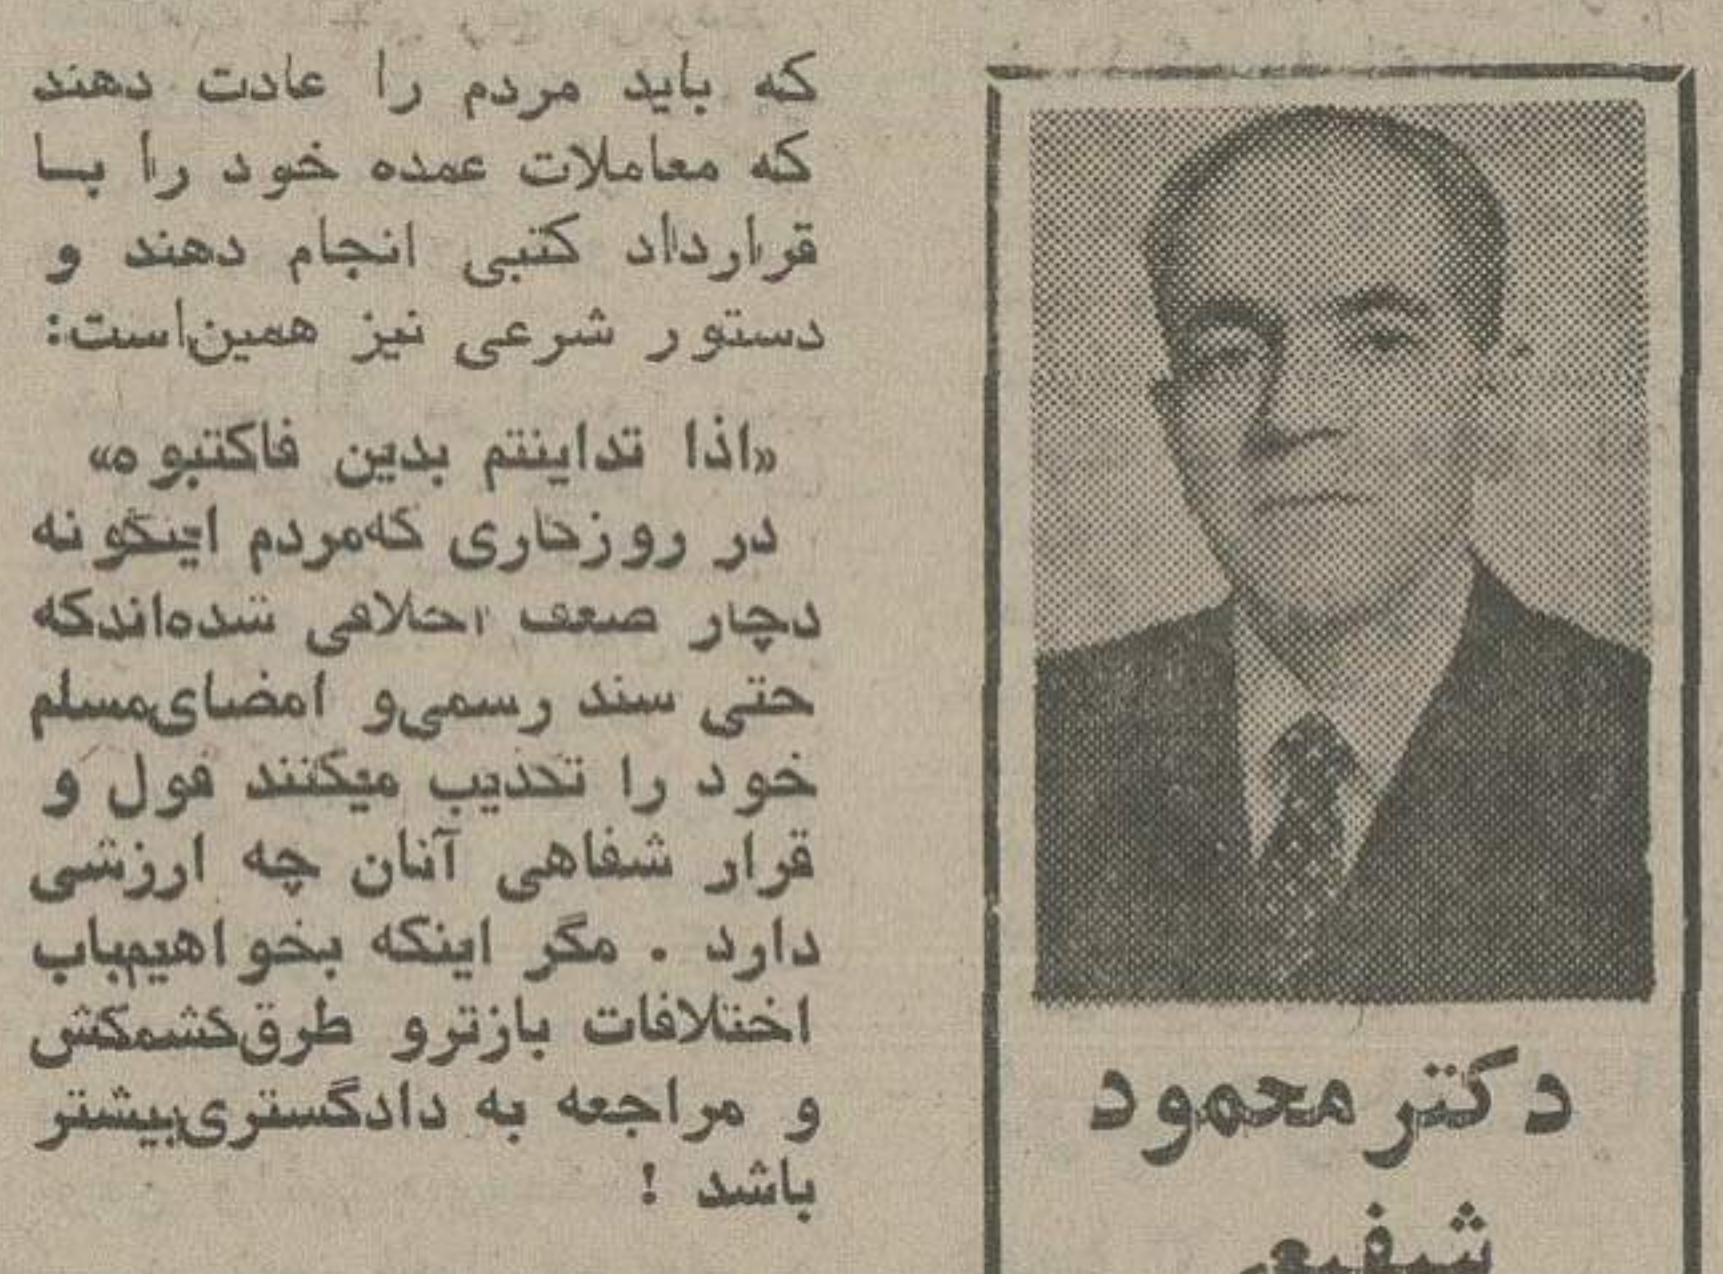 دکتر محمود
شفیعی
که باید مردم را عادت دهند
که معاملات عمده خود را بسا
قرارداد کتبی انجام دهند و
دستور شرعی نیز همین‌است:
«اذا تداینتم بدین فاکتبوه»
در روزگاری که‌مردم اینگونه
دچار ضعف اخلاقی شده‌اندکه
حتی سند رسمی‌و امضای‌مسلم
خود را تکذیب میکنند قول و
قرار شفاهی آنان چه ارزشی
دارد . مگر اینکه بخواهیم‌باب
اختلافات بازترو طرق‌کشمکش
و مراجعه به دادگستری‌بیشتر
باشد !